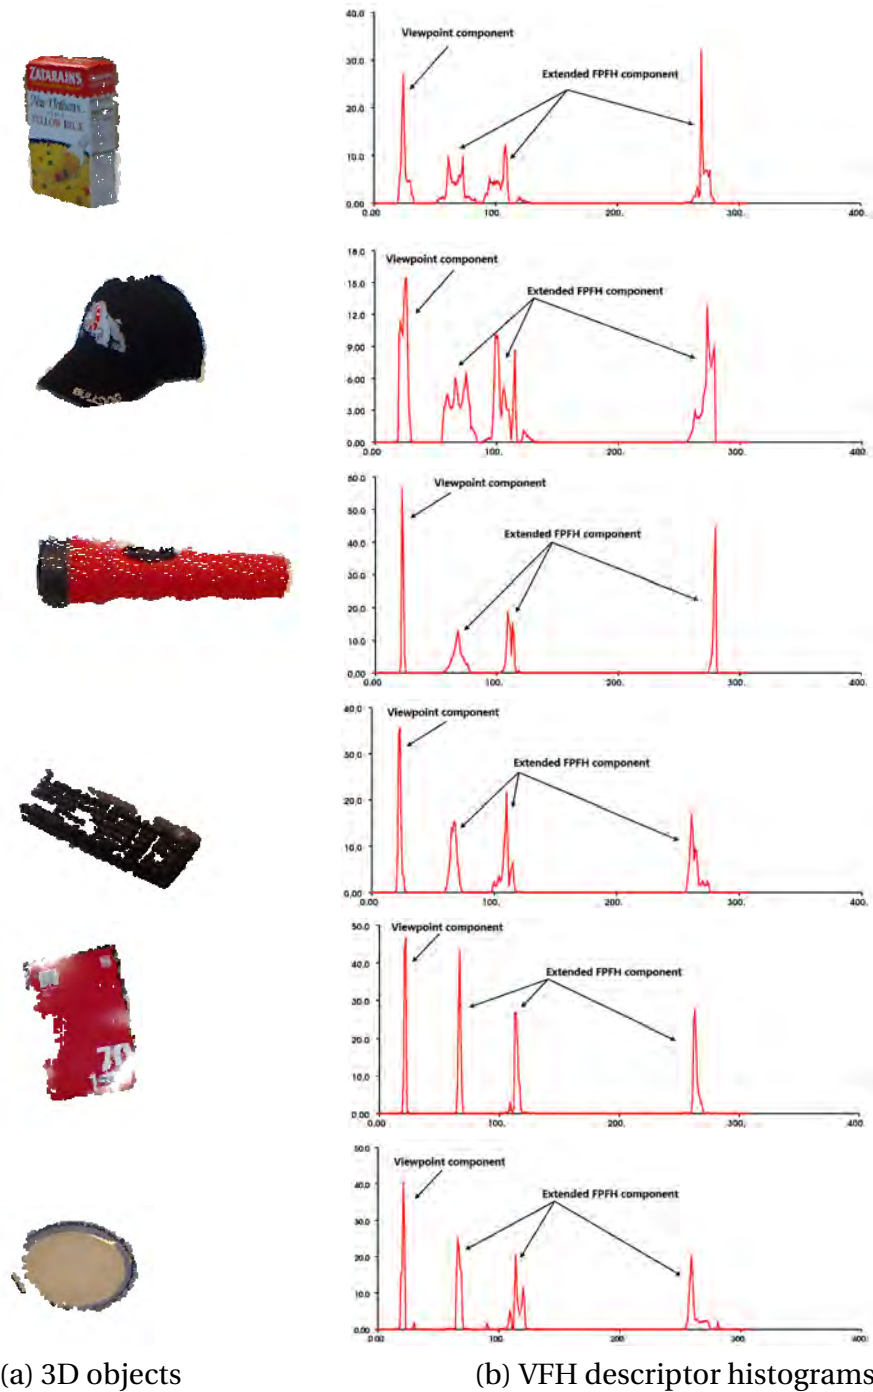 40.0
Viewpoint component
Extended FPFH component
30.0
20.0
10.0
0.00
0.00 100. 200. 300. 400.
ZATARAIN'S
New Orleans
YELLOW RICE
18.0
Viewpoint component
15.0
Extended FPFH component
12.0
9.00
6.00
3.00
0.00
0.00 100. 200. 300. 400.
BULLDOGS
Viewpoint component
50.0
Extended FPFH component
40.0
30.0
20.0
10.0
0.00
0.00 100. 200. 300. 400.
40.0
Viewpoint component
30.0
Extended FPFH component
20.0
10.0
0.00
0.00 100. 200. 300. 400.
50.0
Viewpoint component
40.0
Extended FPFH component
30.0
20.0
10.0
0.00
0.00 100. 200. 300. 400.
70
50.0
Viewpoint component
40.0
Extended FPFH component
30.0
20.0
10.0
0.00
0.00 100. 200. 300. 400.
(a) 3D objects
(b) VFH descriptor histograms